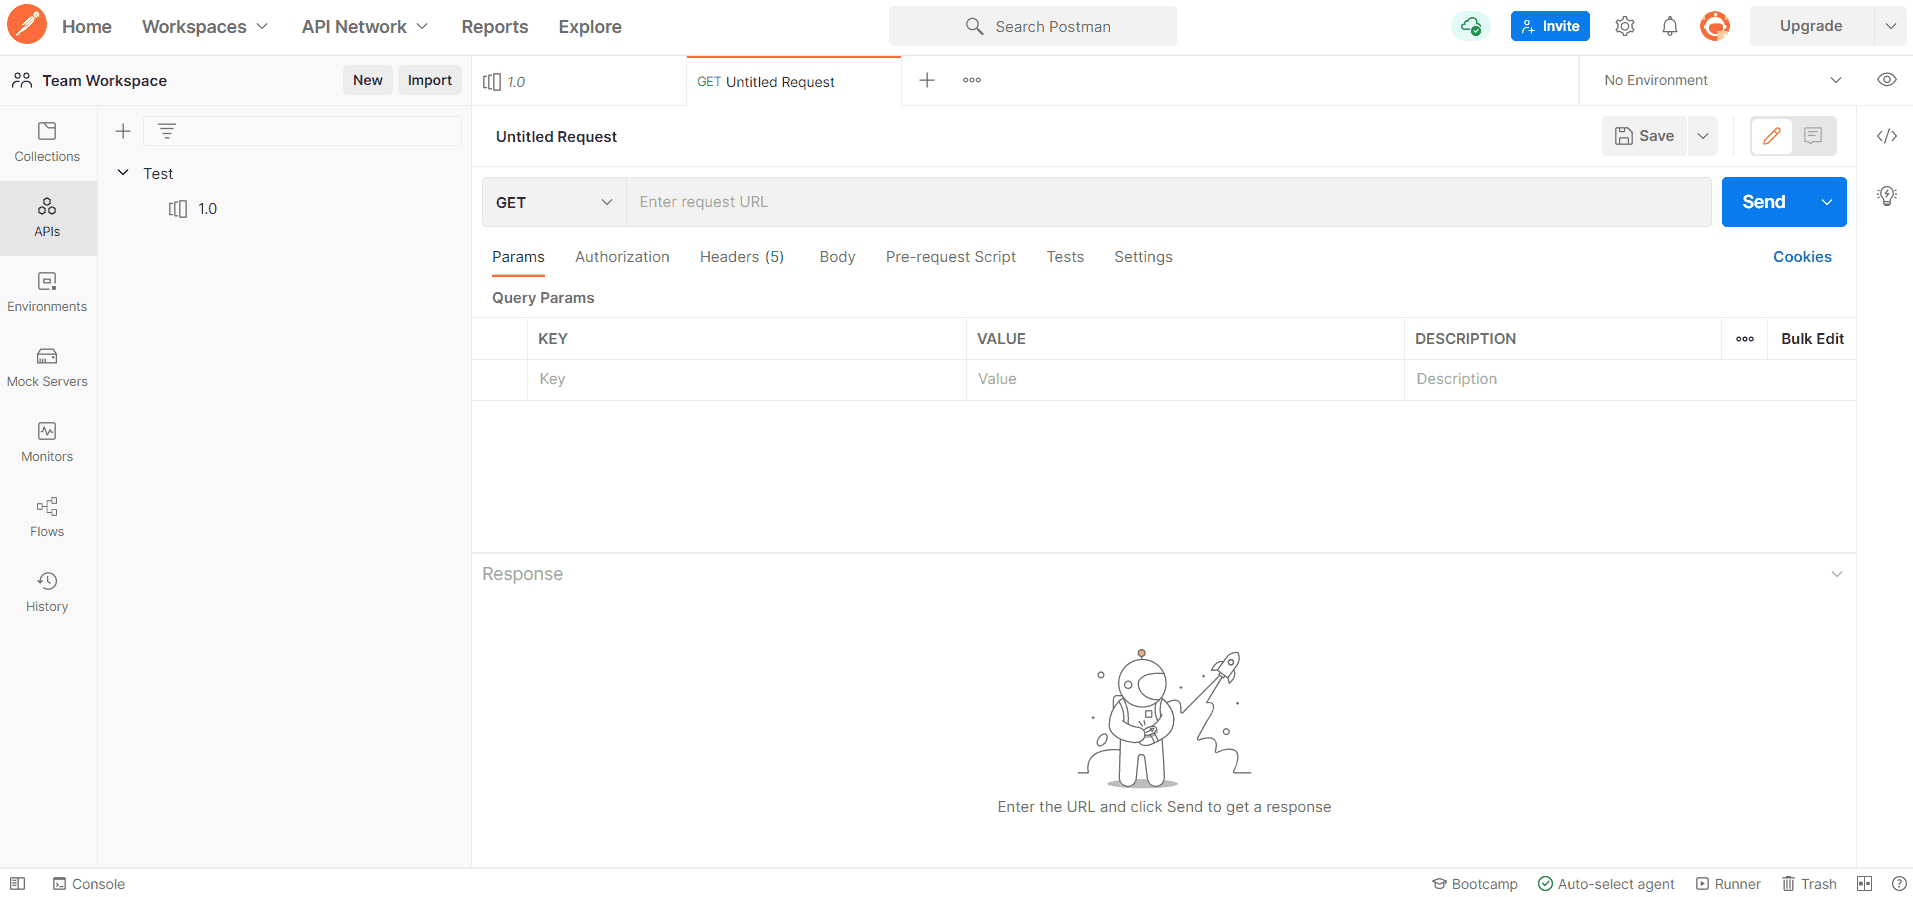 Home Workspaces API Network Reports Explore Search Postman Invite Upgrade
Team Workspace New Import 1.0 GET Untitled Request No Environment
Collections
APIs
Environments
Mock Servers
Monitors
Flows
History
Test
1.0
Untitled Request Save
GET Enter request URL Send
Params Authorization Headers (5) Body Pre-request Script Tests Settings Cookies
Query Params
KEY VALUE DESCRIPTION Bulk Edit
Key Value Description
Response
Enter the URL and click Send to get a response
Console Bootcamp Auto-select agent Runner Trash